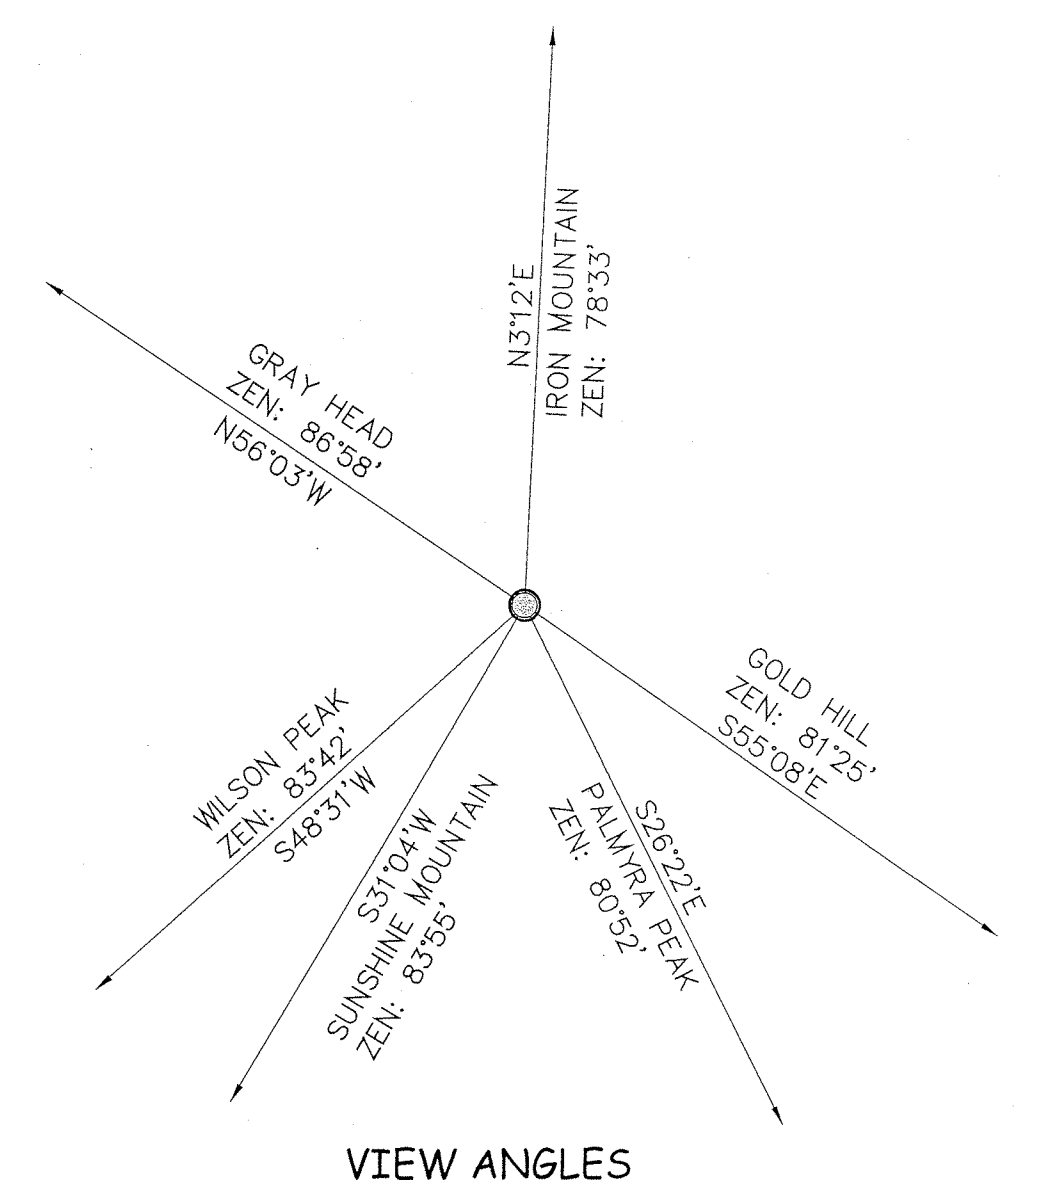 N3°12'E
IRON MOUNTAIN
ZEN: 78°33'
GRAY HEAD
ZEN: 86°58'
N56°03'W
GOLD HILL
ZEN: 81°25'
S55°08'E
WILSON PEAK
ZEN: 83°42'
S48°31'W
S31°04'W
SUNSHINE MOUNTAIN
ZEN: 83°55'
S26°22'E
PALMYRA PEAK
ZEN: 80°52'
VIEW ANGLES